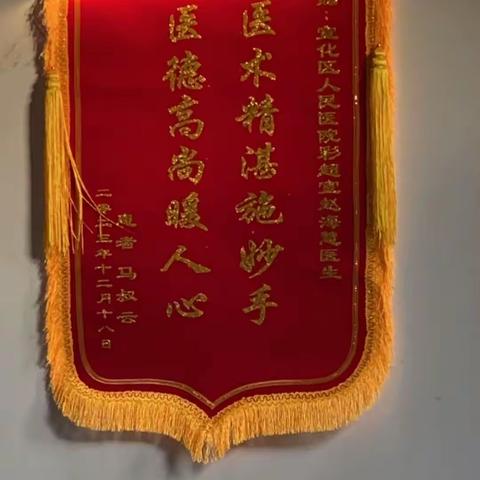 赠：宣化区人民医院彩超室赵海慧医生
医术精湛施妙手
医德高尚暖人心
患者 马叔云
二零二三年十二月十八日